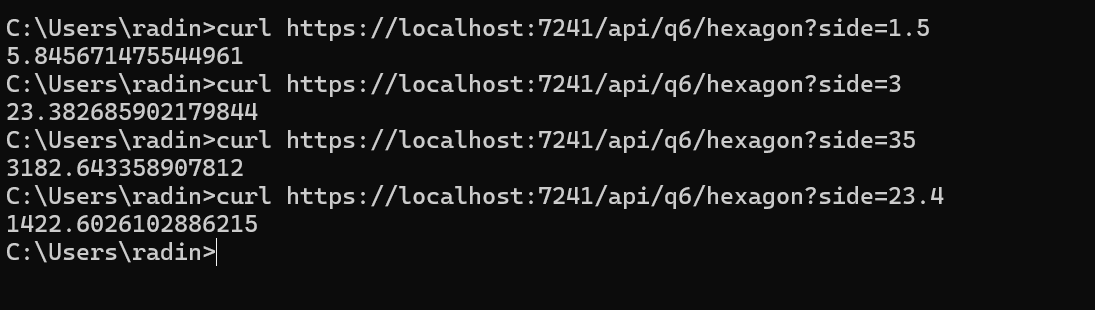 C:\Users\radin>curl https://localhost:7241/api/q6/hexagon?side=1.5
5.845671475544961
C:\Users\radin>curl https://localhost:7241/api/q6/hexagon?side=3
23.382685902179844
C:\Users\radin>curl https://localhost:7241/api/q6/hexagon?side=35
3182.643358907812
C:\Users\radin>curl https://localhost:7241/api/q6/hexagon?side=23.4
1422.6026102886215
C:\Users\radin>